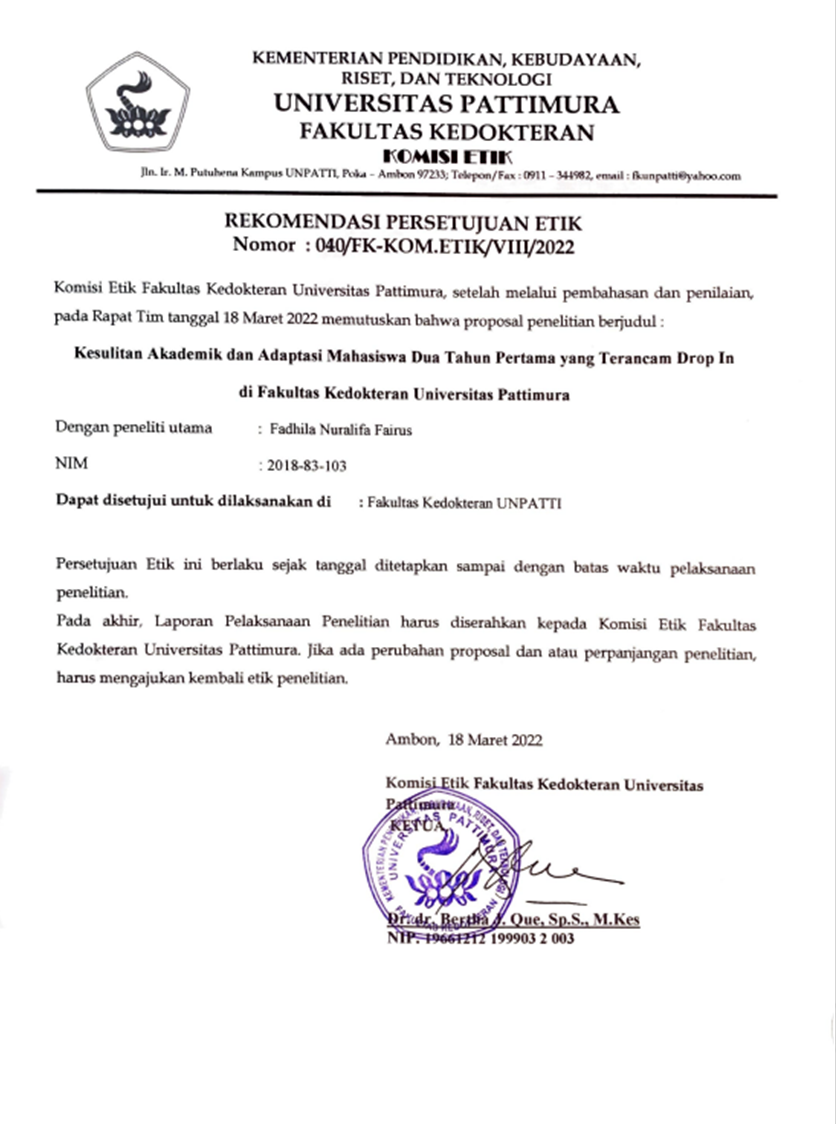 KEMENTERIAN PENDIDIKAN, KEBUDAYAAN,
RISET, DAN TEKNOLOGI
UNIVERSITAS PATTIMURA
FAKULTAS KEDOKTERAN
KOMISI ETIK
Jln. Ir. M. Putuhena Kampus UNPATTI, Poka – Ambon 97233; Telepon/Fax : 0911 – 344982, email : fkunpatti@yahoo.com
REKOMENDASI PERSETUJUAN ETIK
Nomor : 040/FK-KOM.ETIK/VIII/2022
Komisi Etik Fakultas Kedokteran Universitas Pattimura, setelah melalui pembahasan dan penilaian,
pada Rapat Tim tanggal 18 Maret 2022 memutuskan bahwa proposal penelitian berjudul :
Kesulitan Akademik dan Adaptasi Mahasiswa Dua Tahun Pertama yang Terancam Drop In
di Fakultas Kedokteran Universitas Pattimura
Dengan peneliti utama : Fadhila Nuralifa Fairus
NIM : 2018-83-103
Dapat disetujui untuk dilaksanakan di : Fakultas Kedokteran UNPATTI
Persetujuan Etik ini berlaku sejak tanggal ditetapkan sampai dengan batas waktu pelaksanaan
penelitian.
Pada akhir, Laporan Pelaksanaan Penelitian harus diserahkan kepada Komisi Etik Fakultas
Kedokteran Universitas Pattimura. Jika ada perubahan proposal dan atau perpanjangan penelitian,
harus mengajukan kembali etik penelitian.
Ambon, 18 Maret 2022
Komisi Etik Fakultas Kedokteran Universitas
Pattimura
KETUA,
UNIVERSITAS PATTIMURA
FAKULTAS KEDOKTERAN
Dr. dr. Bertha J. Que, Sp.S., M.Kes
NIP. 19661212 199903 2 003